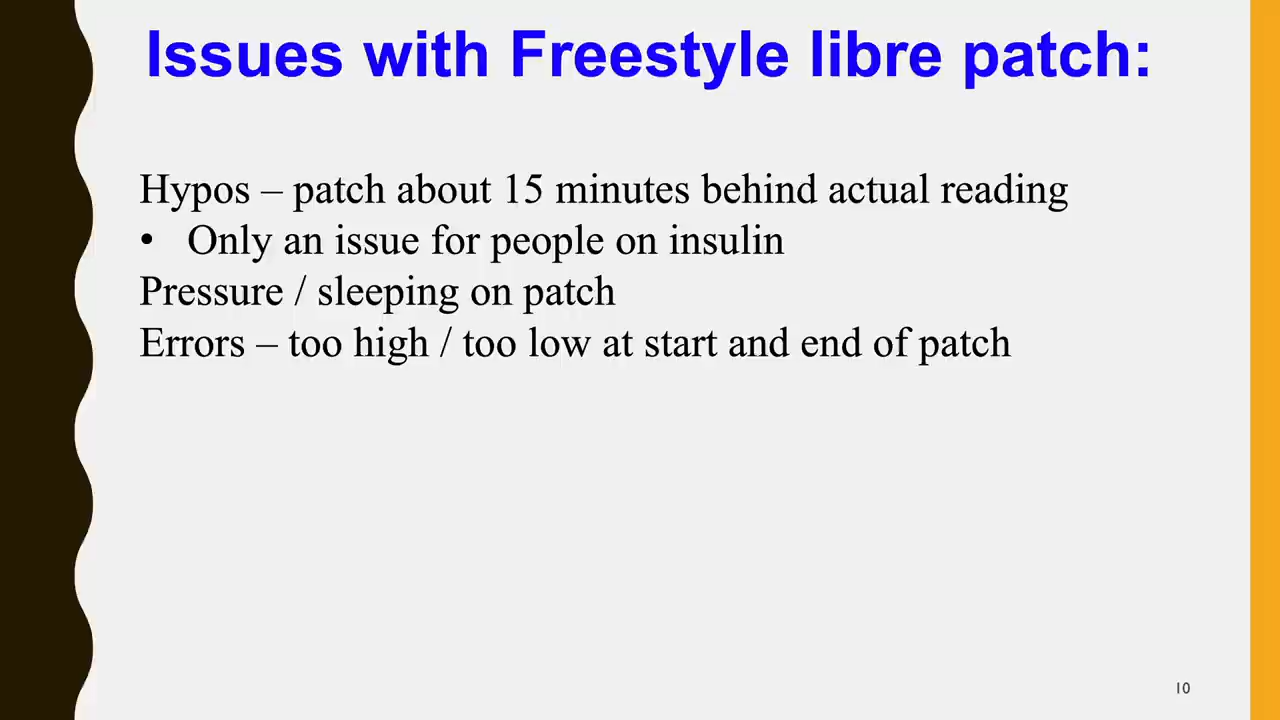 Issues with Freestyle libre patch:
Hypos – patch about 15 minutes behind actual reading
• Only an issue for people on insulin
Pressure / sleeping on patch
Errors – too high / too low at start and end of patch
10